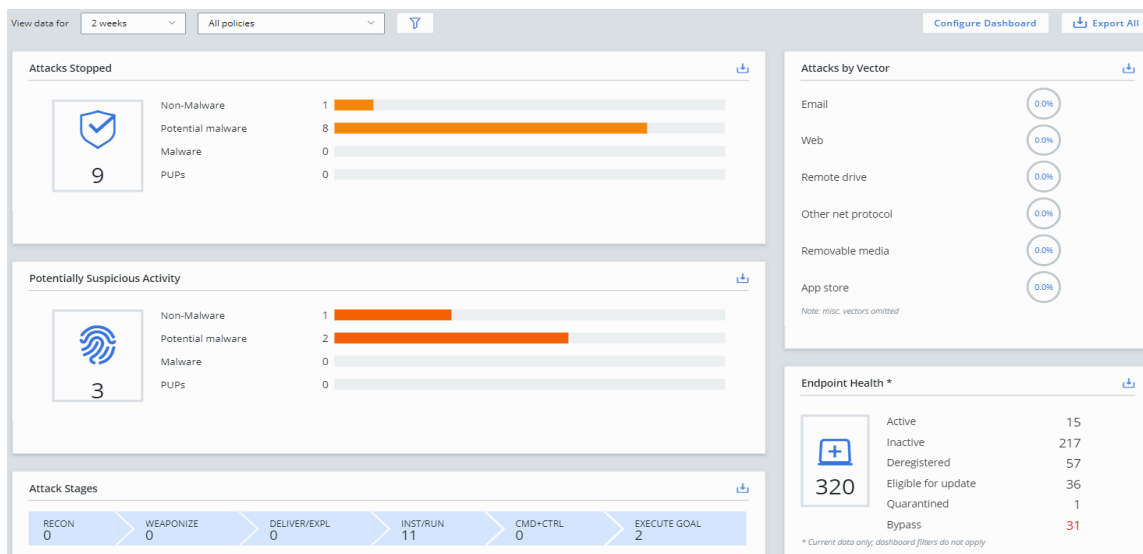 View data for 2 weeks All policies Configure Dashboard Export All
Attacks Stopped
9
Non-Malware 1
Potential malware 8
Malware 0
PUPs 0
Potentially Suspicious Activity
3
Non-Malware 1
Potential malware 2
Malware 0
PUPs 0
Attack Stages
RECON WEAPONIZE DELIVER/EXPL INST/RUN CMD+CTRL EXECUTE GOAL
0 0 0 11 0 2
Attacks by Vector
Email 0.0%
Web 0.0%
Remote drive 0.0%
Other net protocol 0.0%
Removable media 0.0%
App store 0.0%
Note: misc. vectors omitted
Endpoint Health *
320
Active 15
Inactive 217
Deregistered 57
Eligible for update 36
Quarantined 1
Bypass 31
* Current data only; dashboard filters do not apply